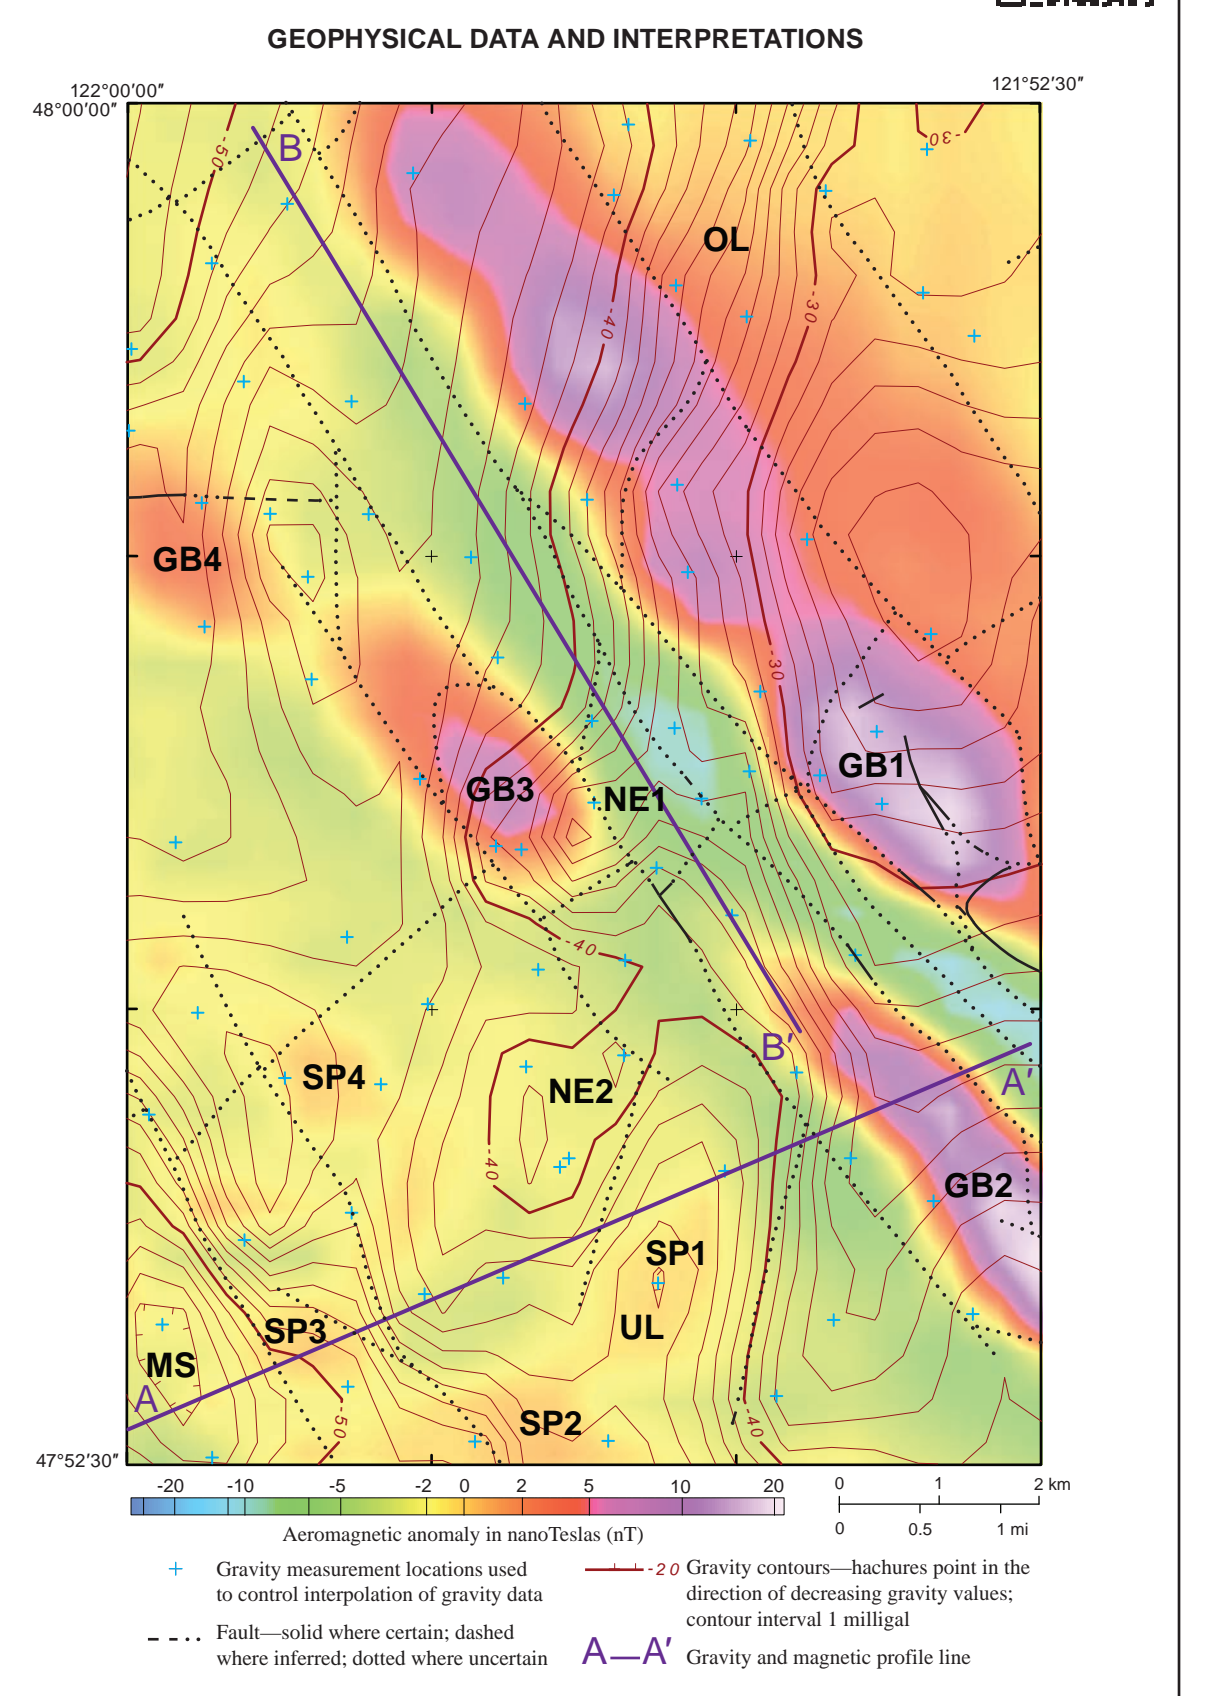 GEOPHYSICAL DATA AND INTERPRETATIONS
122°00′00″
121°52′30″
48°00′00″
-30
-50
B
OL
-40
-30
GB4
-30
GB1
GB3
NE1
-40
B′
SP4
NE2
A′
-40
GB2
SP1
UL
SP3
MS
A
SP2
-50
-40
47°52′30″
-20 -10 -5 -2 0 2 5 10 20
Aeromagnetic anomaly in nanoTeslas (nT)
0 1 2 km
0 0.5 1 mi
Gravity measurement locations used
to control interpolation of gravity data
Fault—solid where certain; dashed
where inferred; dotted where uncertain
-20 Gravity contours—hachures point in the
direction of decreasing gravity values;
contour interval 1 milligal
A—A′ Gravity and magnetic profile line